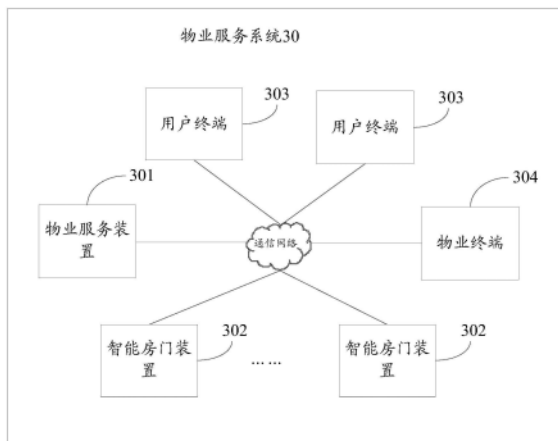 物业服务系统30
303
303
用户终端
用户终端
301
304
物业服务装置
通信网络
物业终端
302
302
智能房门装
置
……
智能房门装
置